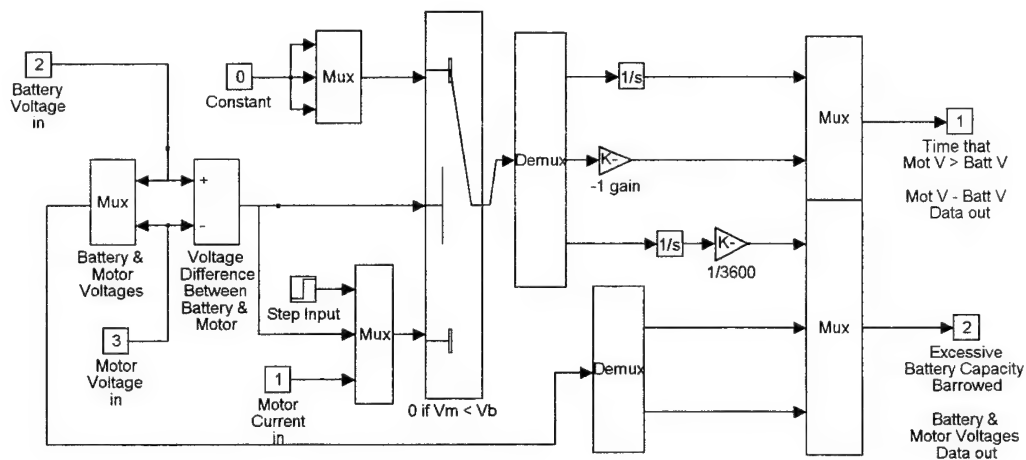 2
Battery
Voltage
in
0
Constant
Mux
Mux
Battery &
Motor
Voltages
+
-
Voltage
Difference
Between
Battery &
Motor
3
Motor
Voltage
in
Step Input
1
Motor
Current
in
Mux
0 if Vm < Vb
Demux
1/s
K-
-1 gain
1/s
K-
1/3600
Demux
Mux
Mux
1
Time that
Mot V > Batt V
Mot V - Batt V
Data out
2
Excessive
Battery Capacity
Barrowed
Battery &
Motor Voltages
Data out